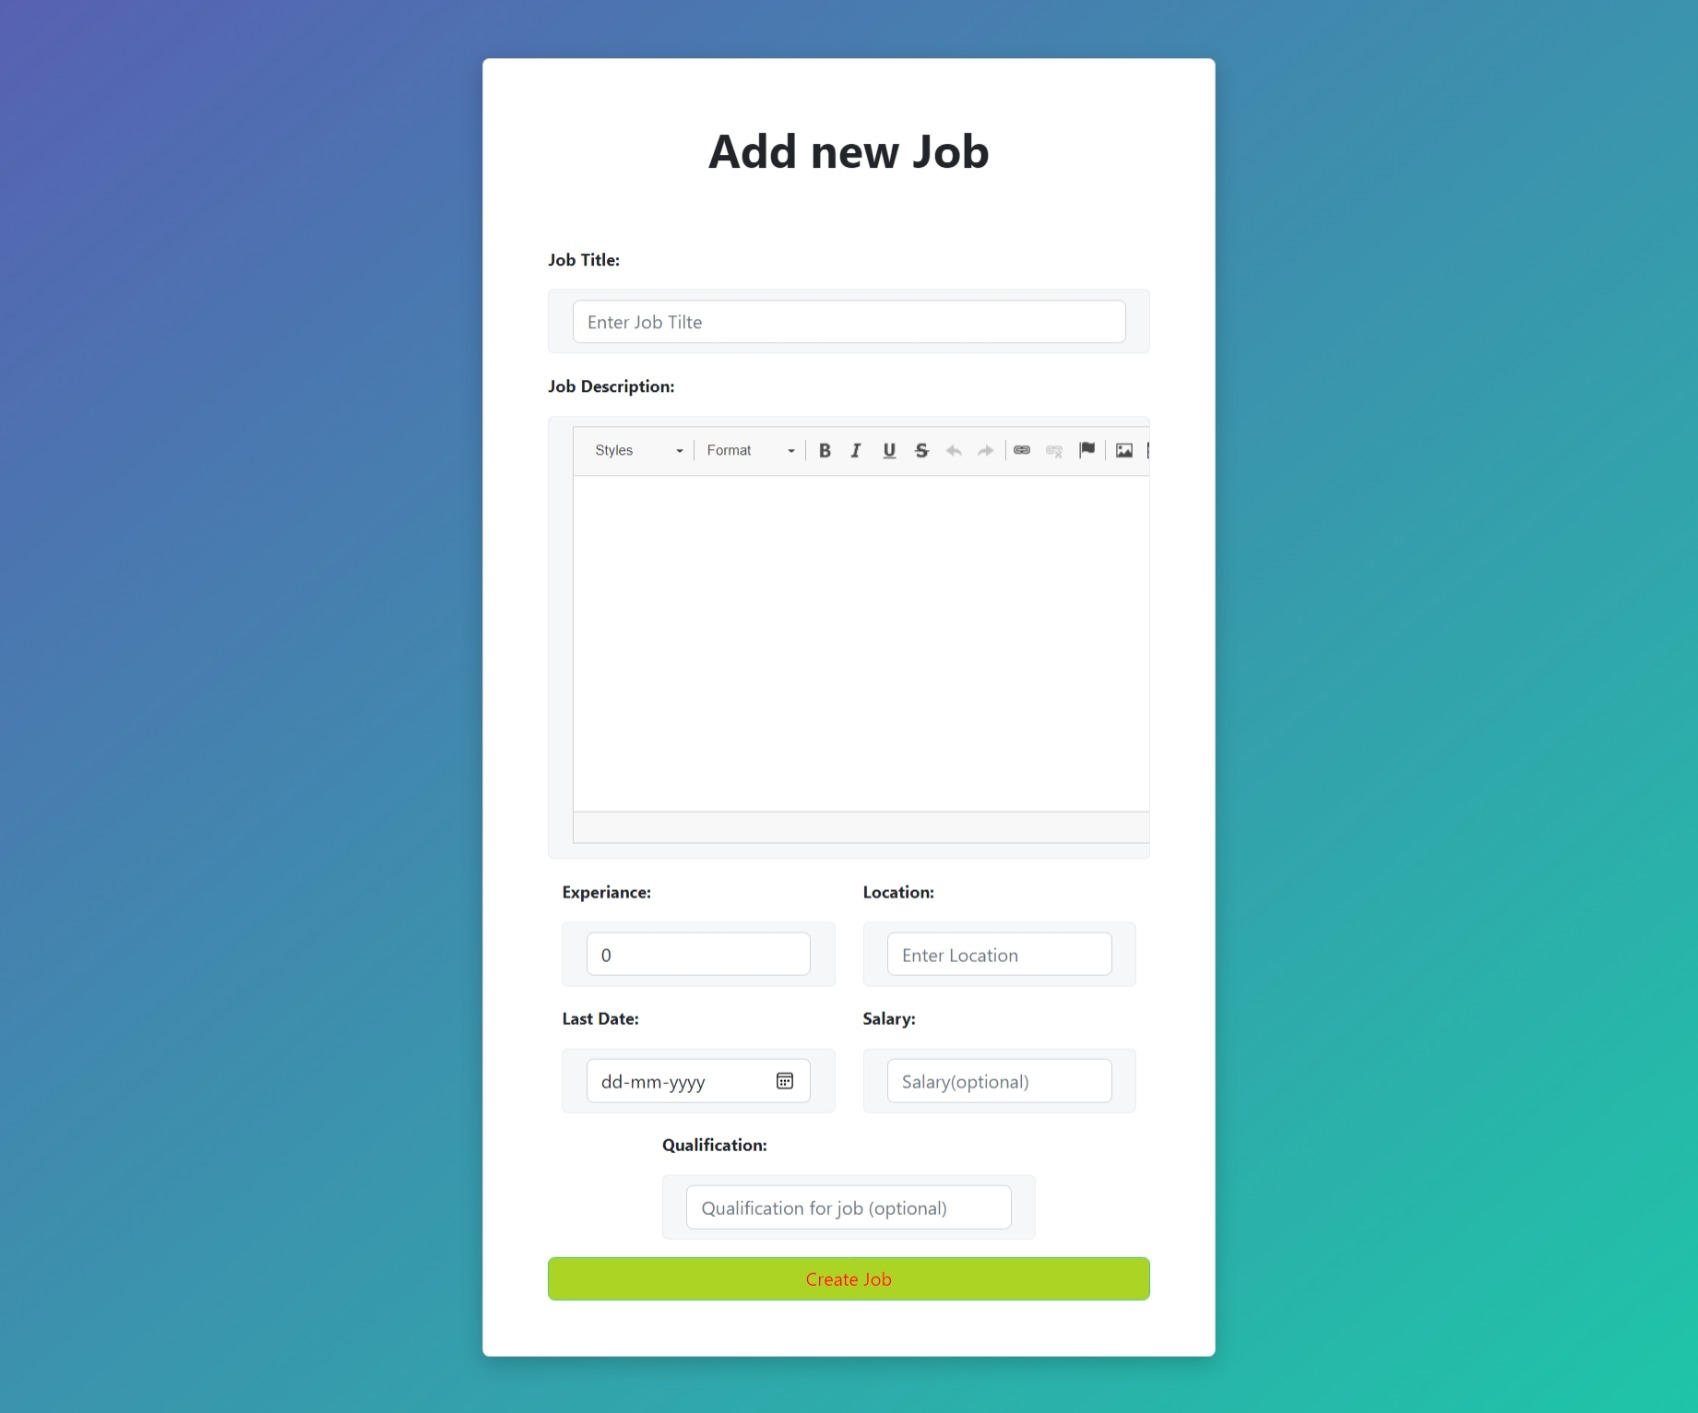 Add new Job
Job Title:
Enter Job Tilte
Job Description:
Styles Format B I U S
Experiance: Location:
0 Enter Location
Last Date: Salary:
dd-mm-yyyy Salary(optional)
Qualification:
Qualification for job (optional)
Create Job